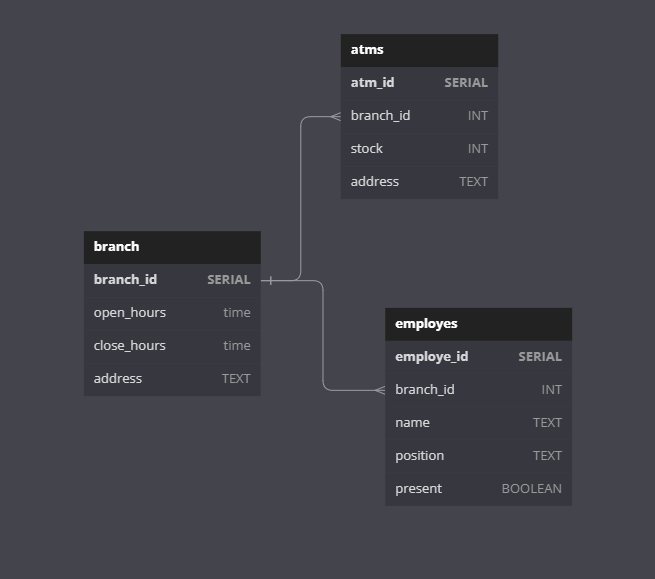 atms
atm_id SERIAL
branch_id INT
stock INT
address TEXT
branch
branch_id SERIAL
open_hours time
close_hours time
address TEXT
employes
employe_id SERIAL
branch_id INT
name TEXT
position TEXT
present BOOLEAN